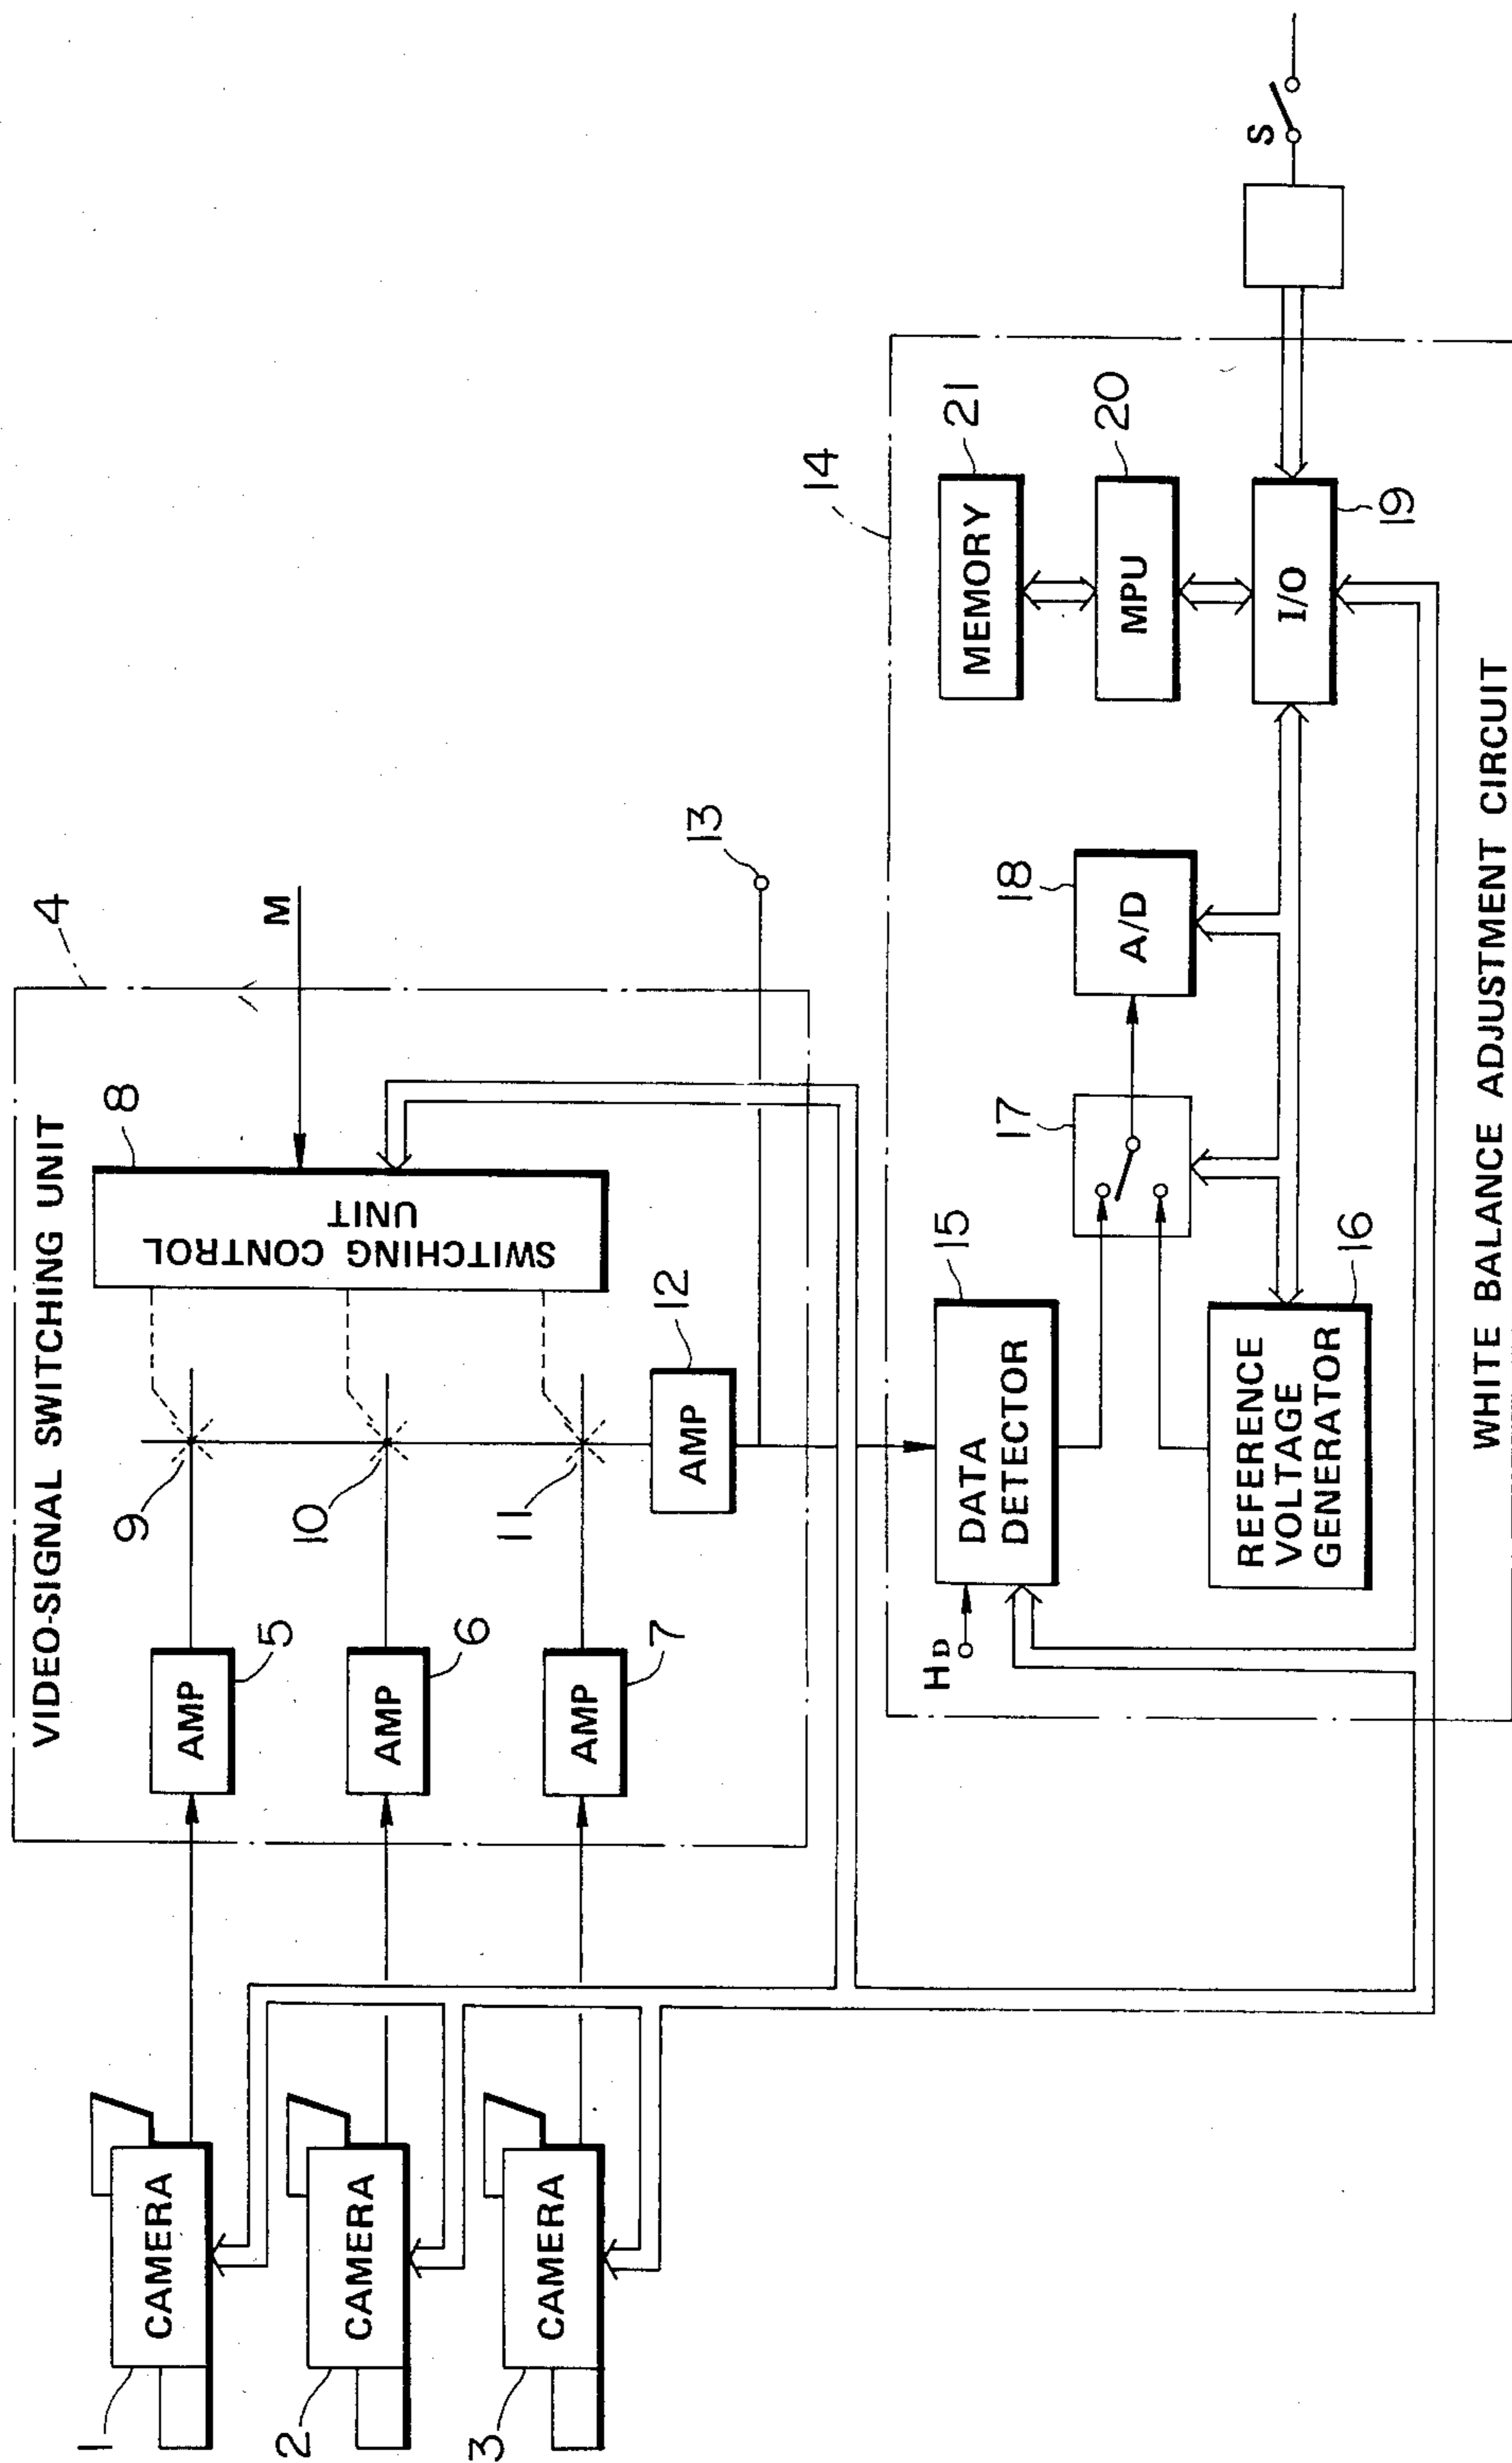 VIDEO-SIGNAL SWITCHING UNIT
4
1
CAMERA
AMP
5
9
8
SWITCHING CONTROL
UNIT
M
2
CAMERA
AMP
6
10
3
CAMERA
AMP
7
11
AMP
12
13
14
HD
DATA
DETECTOR
15
REFERENCE
VOLTAGE
GENERATOR
16
17
A/D
18
MEMORY
21
MPU
20
I/O
19
S
WHITE BALANCE ADJUSTMENT CIRCUIT